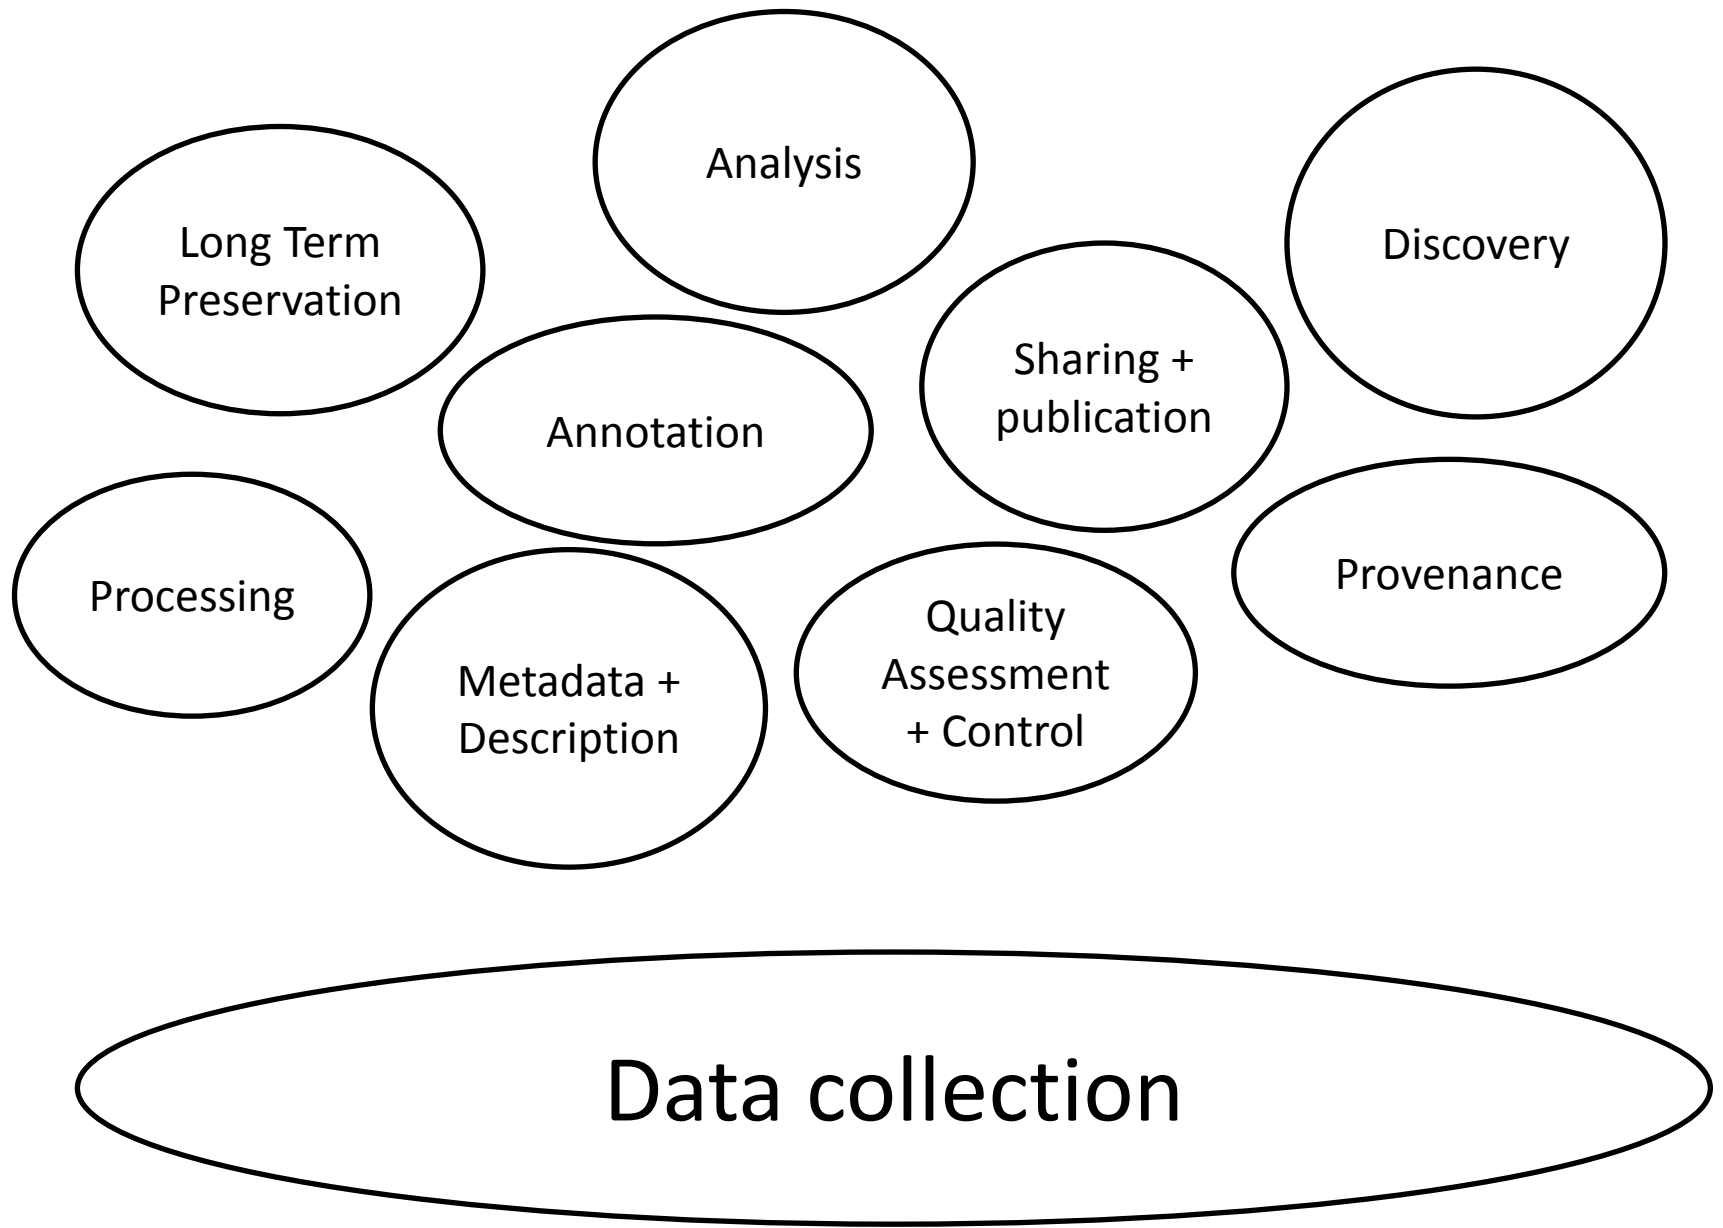 Analysis
Discovery
Long Term
Preservation
Sharing +
publication
Annotation
Processing
Provenance
Quality
Assessment
+ Control
Metadata +
Description
Data collection